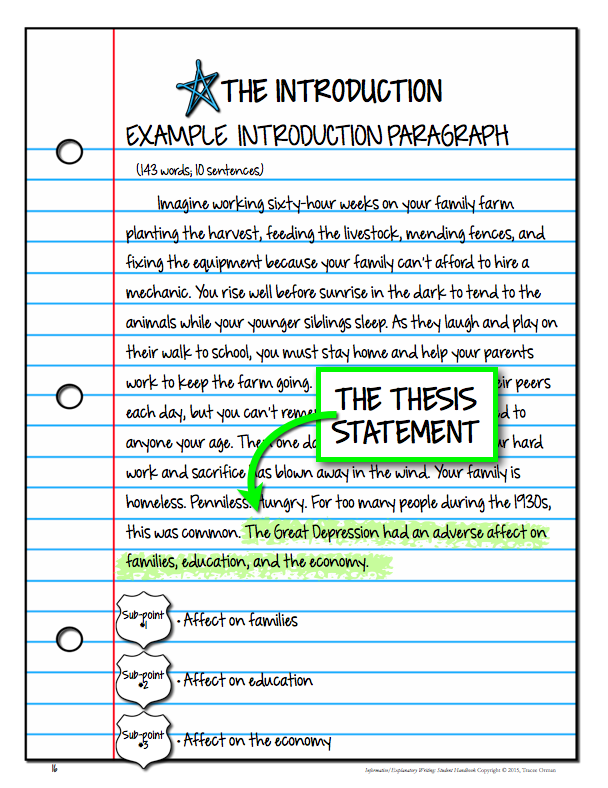 THE INTRODUCTION
EXAMPLE INTRODUCTION PARAGRAPH
(143 words; 10 sentences)
Imagine working sixty-hour weeks on your family farm
planting the harvest, feeding the livestock, mending fences, and
fixing the equipment because your family can't afford to hire a
mechanic. You rise well before sunrise in the dark to tend to the
animals while your younger siblings sleep. As they laugh and play on
their walk to school, you must stay home and help your parents
work to keep the farm going. peers
each day, but you can't to
anyone your age. one hard
work and sacrifice has blown away in the wind. Your family is
homeless. Penniless. Hungry. For too many people during the 1930s,
this was common. The Great Depression had an adverse affect on
families, education, and the economy.
THE THESIS
STATEMENT
Sub-point
#1
• Affect on families
Sub-point
#2
• Affect on education
Sub-point
#3
• Affect on the economy
16
Informative/Explanatory Writing: Student Handbook Copyright © 2015, Tracee Orman